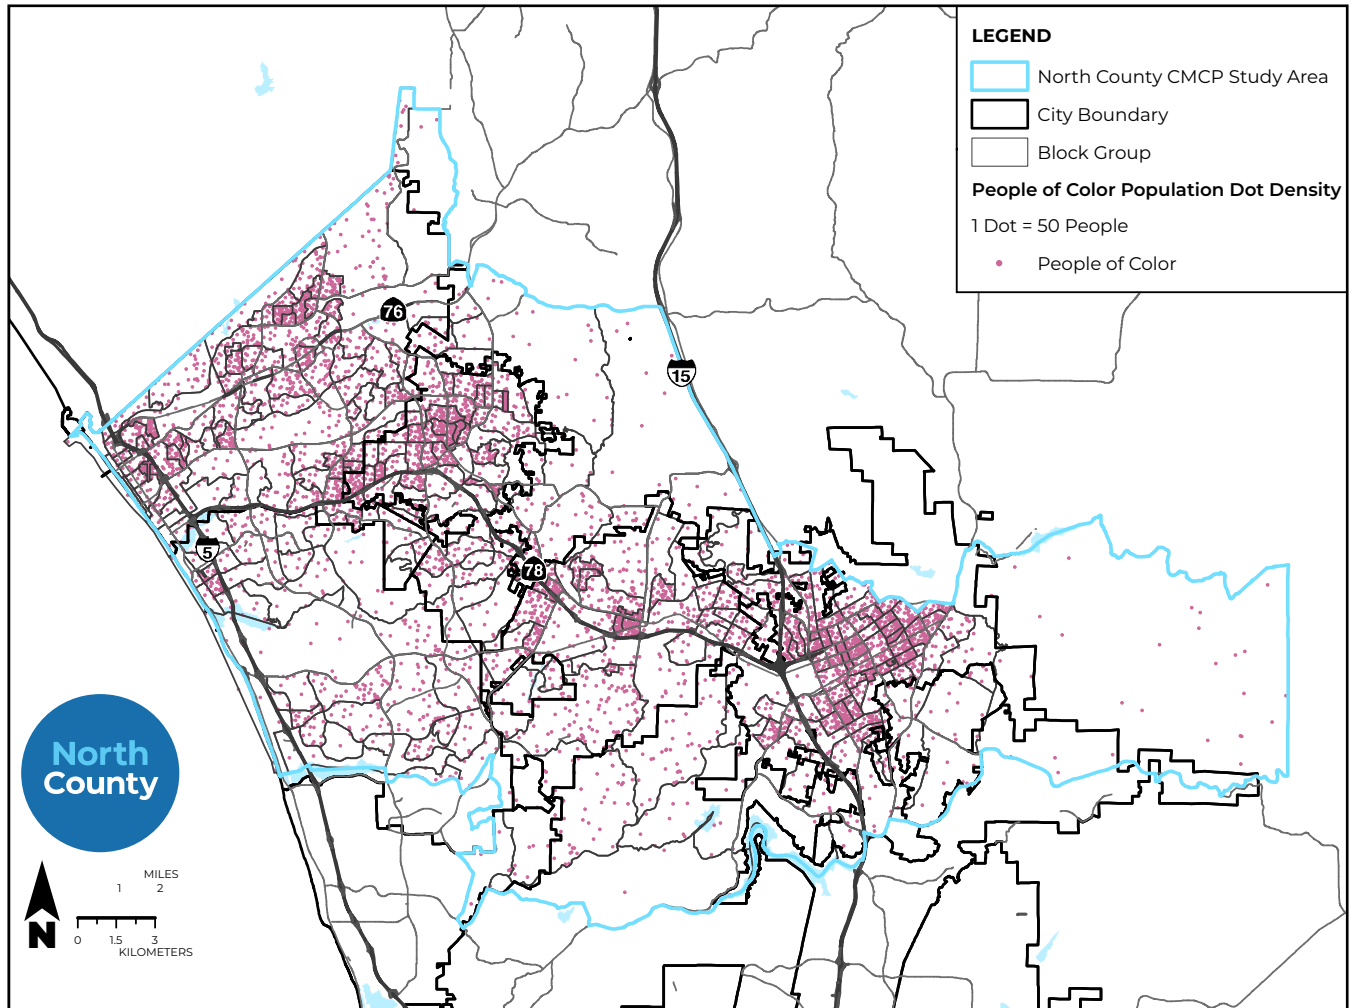 LEGEND
North County CMCP Study Area
City Boundary
Block Group
People of Color Population Dot Density
1 Dot = 50 People
People of Color
76
15
5
78
North
County
MILES
1 2
N
0 1.5 3
KILOMETERS